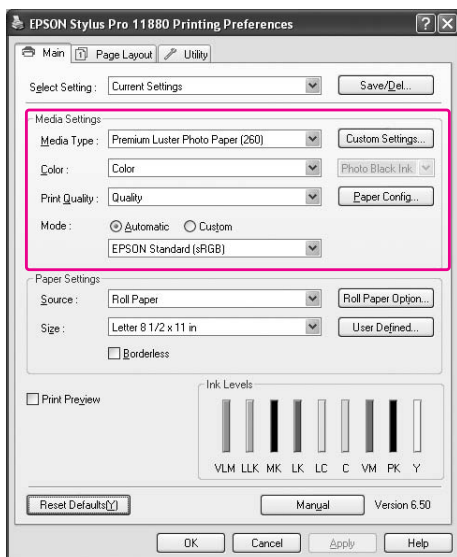 EPSON Stylus Pro 11880 Printing Preferences
Main Page Layout Utility
Select Setting : Current Settings Save/Del...
Media Settings
Media Type : Premium Luster Photo Paper (260) Custom Settings...
Color : Color Photo Black Ink
Print Quality : Quality Paper Config...
Mode : Automatic Custom
EPSON Standard (sRGB)
Paper Settings
Source : Roll Paper Roll Paper Option...
Size : Letter 8 1/2 x 11 in User Defined...
Borderless
Ink Levels
Print Preview
VLM LLK MK LK LC C VM PK Y
Reset Defaults(Y) Manual Version 6.50
OK Cancel Apply Help